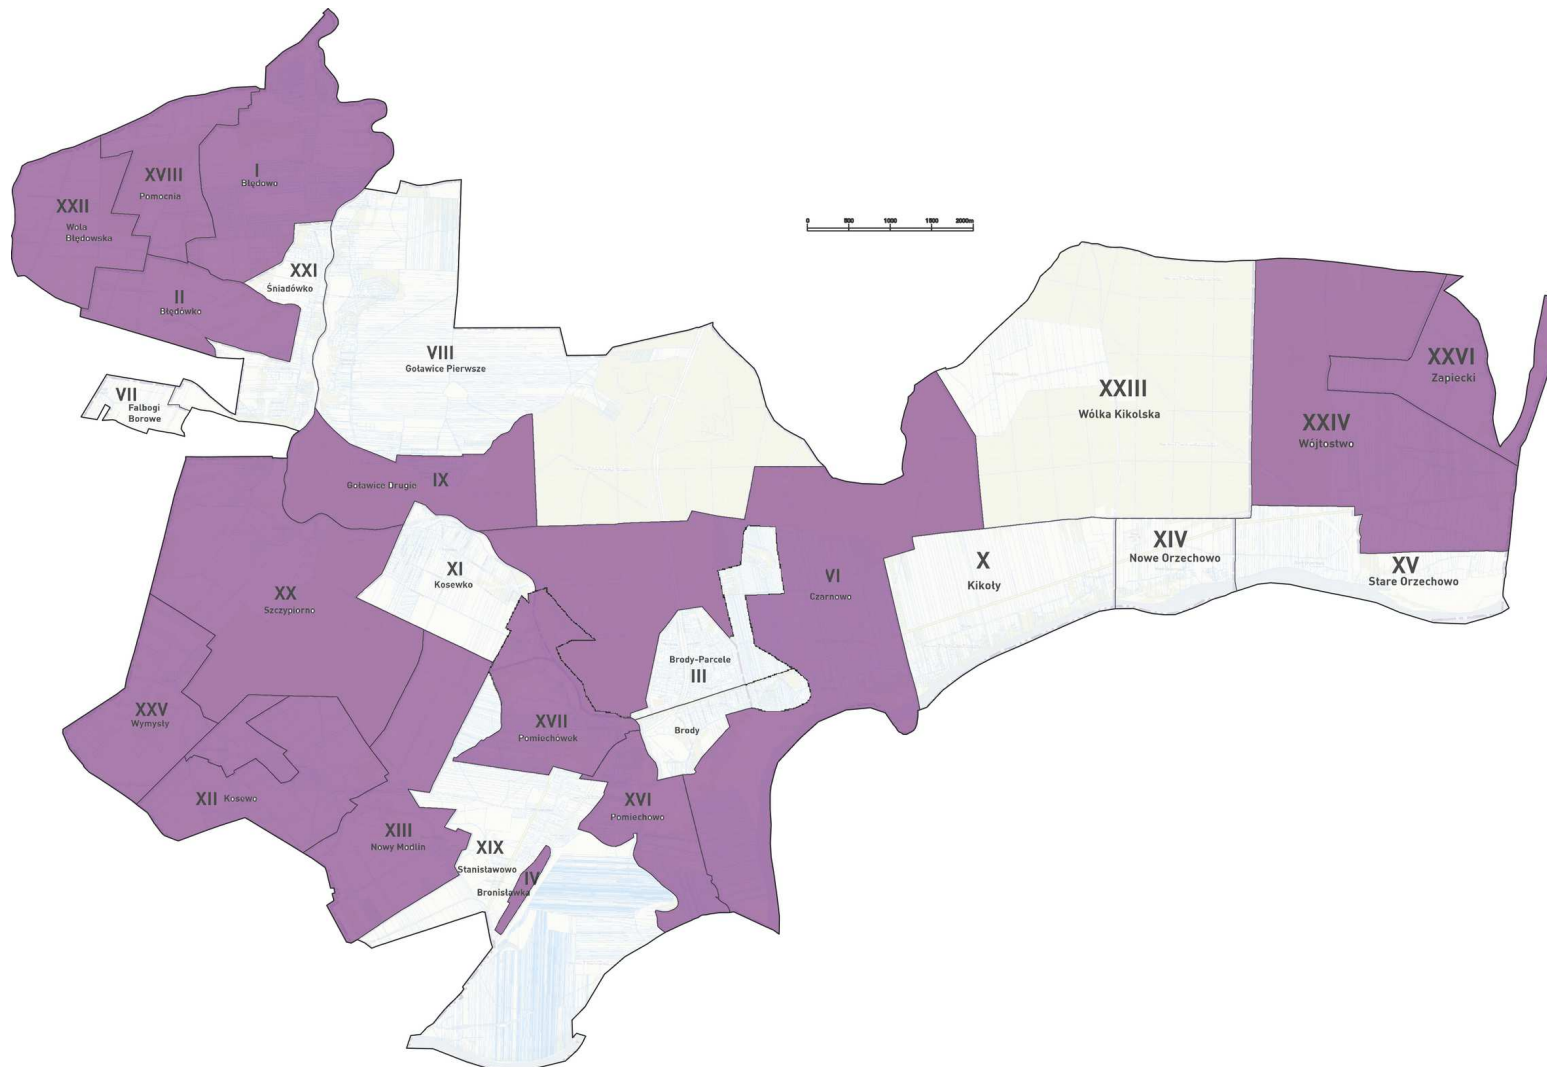 I
Błędowo
XVIII
Pomocnia
XXII
Wola
Błędowska
0 500 1000 1500 2000m
XXI
Śniadówko
II
Błędówko
VIII
Goławice Pierwsze
VII
Falbogi
Borowe
XXIII
Wólka Kikolska
XXVI
Zapiecki
XXIV
Wójtostwo
Goławice Drugie IX
XI
Kosewko
XX
Szczypiorno
VI
Czarnowo
X
Kikoły
XIV
Nowe Orzechowo
XV
Stare Orzechowo
Brody-Parcele
III
Brody
XXV
Wymysły
XVII
Pomiechówek
XII Kosewo
XIII
Nowy Modlin
XVI
Pomiechowo
XIX
Stanisławowo
IV
Bronisławka